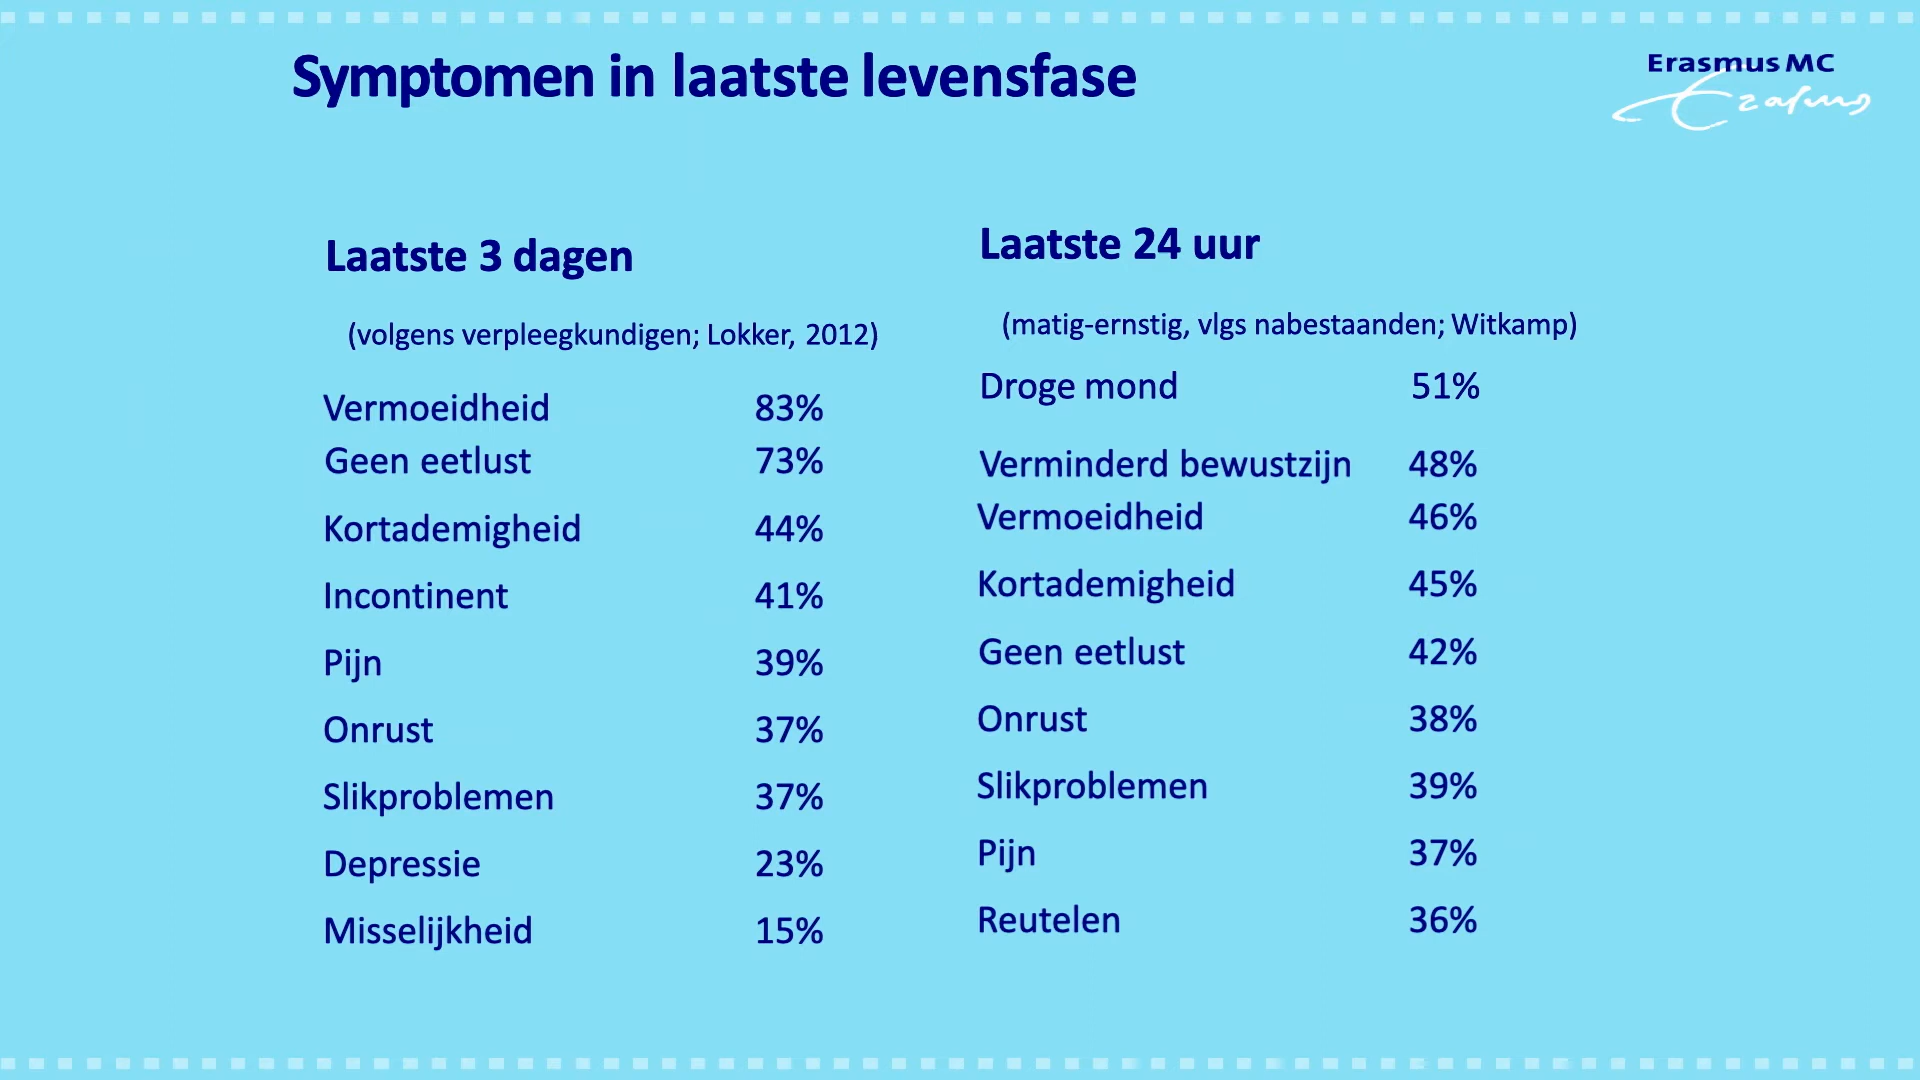 Symptomen in laatste levensfase
Erasmus MC
Erasmus
Laatste 3 dagen
(volgens verpleegkundigen; Lokker, 2012)
Vermoeidheid 83%
Geen eetlust 73%
Kortademigheid 44%
Incontinent 41%
Pijn 39%
Onrust 37%
Slikproblemen 37%
Depressie 23%
Misselijkheid 15%
Laatste 24 uur
(matig-ernstig, vlgs nabestaanden; Witkamp)
Droge mond 51%
Verminderd bewustzijn 48%
Vermoeidheid 46%
Kortademigheid 45%
Geen eetlust 42%
Onrust 38%
Slikproblemen 39%
Pijn 37%
Reutelen 36%